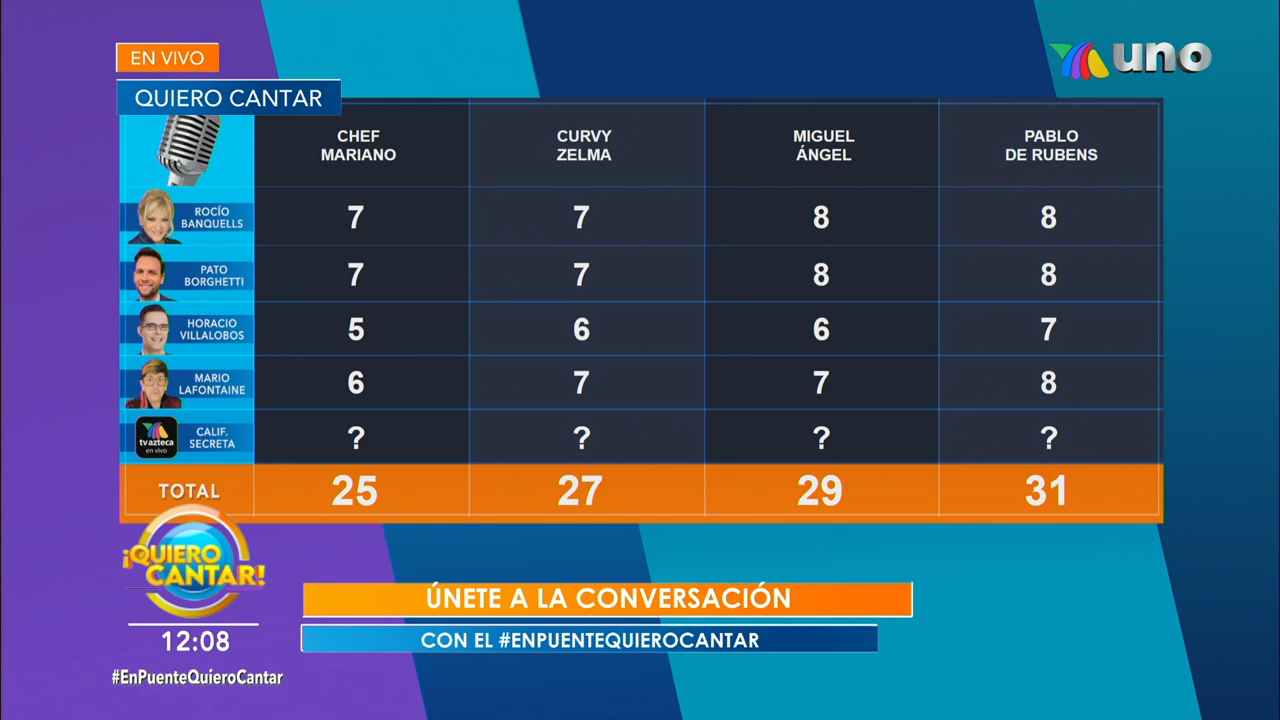 EN VIVO
uno
QUIERO CANTAR
CHEF MARIANO
CURVY ZELMA
MIGUEL ÁNGEL
PABLO DE RUBENS
ROCÍO BANQUELLS
7 7 8 8
PATO BORGHETTI
7 7 8 8
HORACIO VILLALOBOS
5 6 6 7
MARIO LAFONTAINE
6 7 7 8
tv azteca
en vivo
CALIF. SECRETA
? ? ? ?
TOTAL 25 27 29 31
¡QUIERO CANTAR!
ÚNETE A LA CONVERSACIÓN
CON EL #ENPUENTEQUIEROCANTAR
12:08
#EnPuenteQuieroCantar